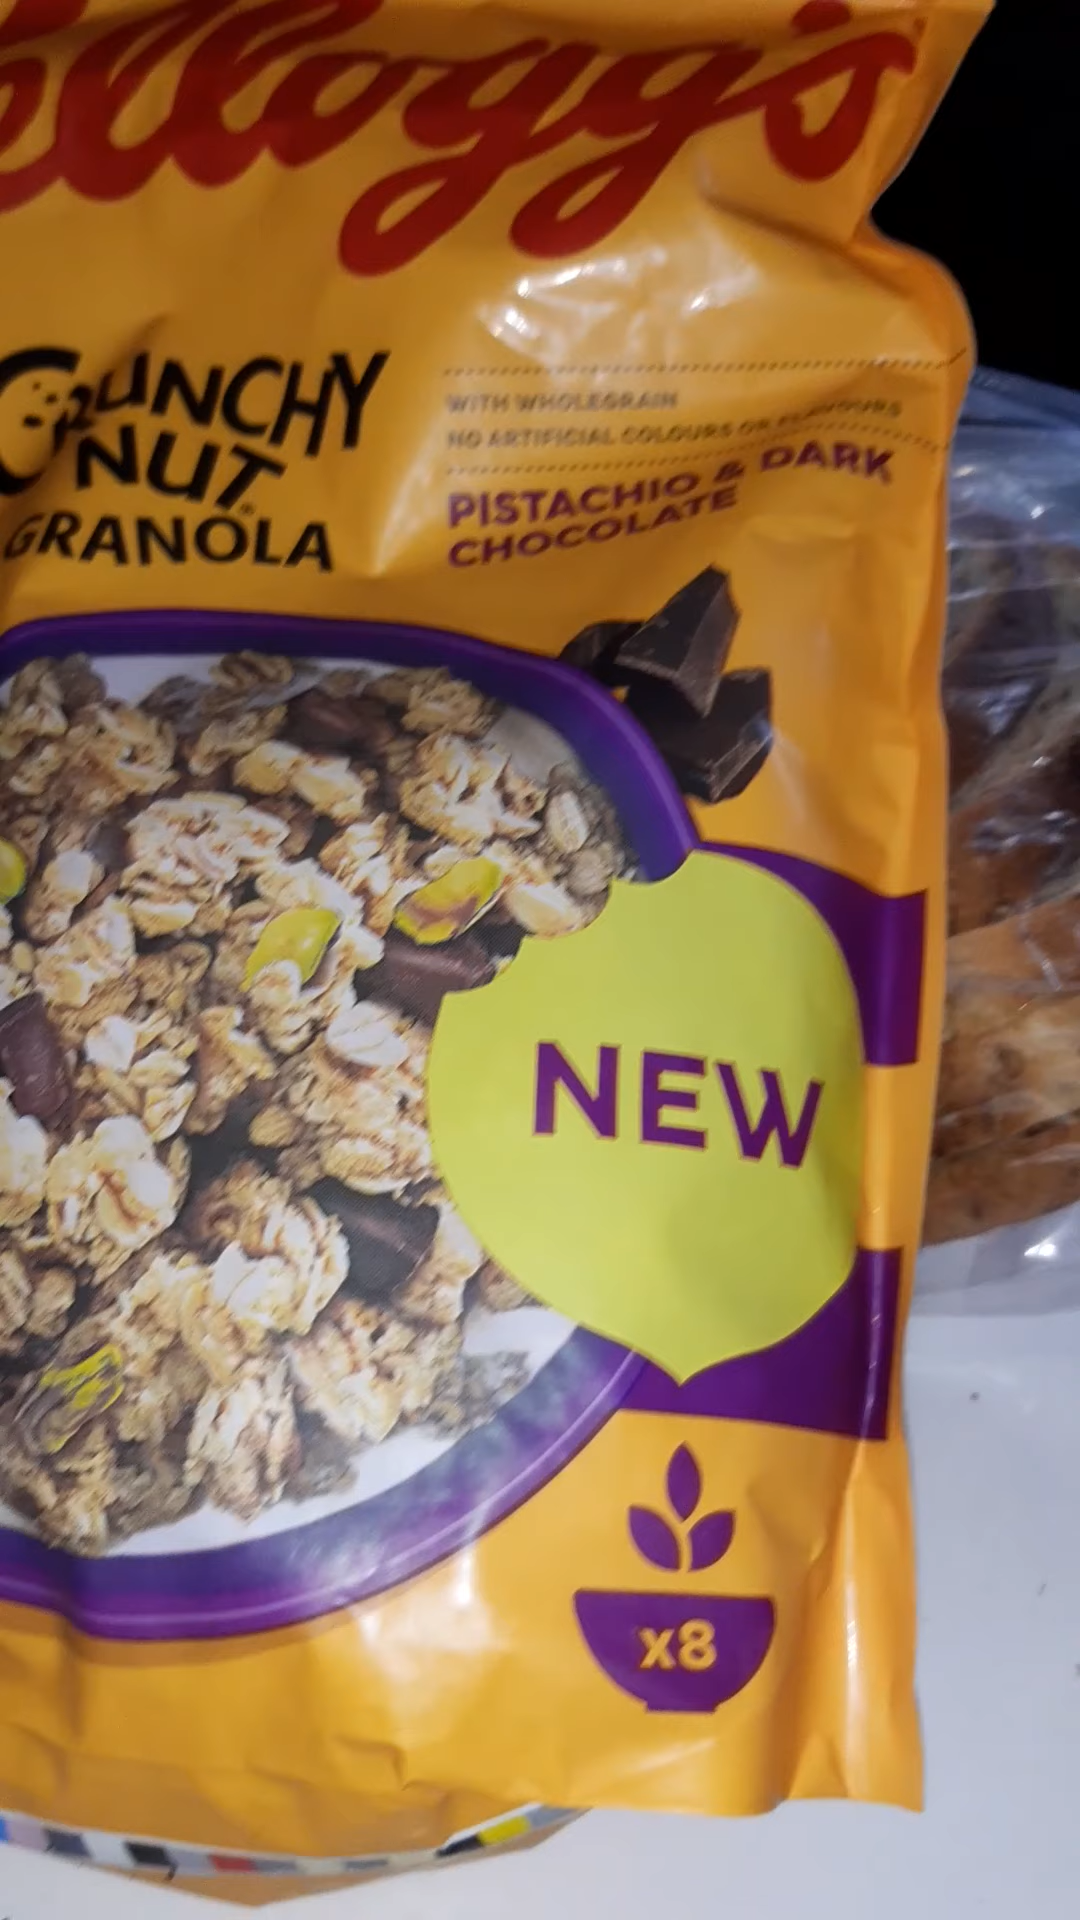 Kellogg's
CRUNCHY
NUT®
GRANOLA
WITH WHOLEGRAIN
NO ARTIFICIAL COLOURS OR FLAVOURS
PISTACHIO & DARK
CHOCOLATE
NEW
x8